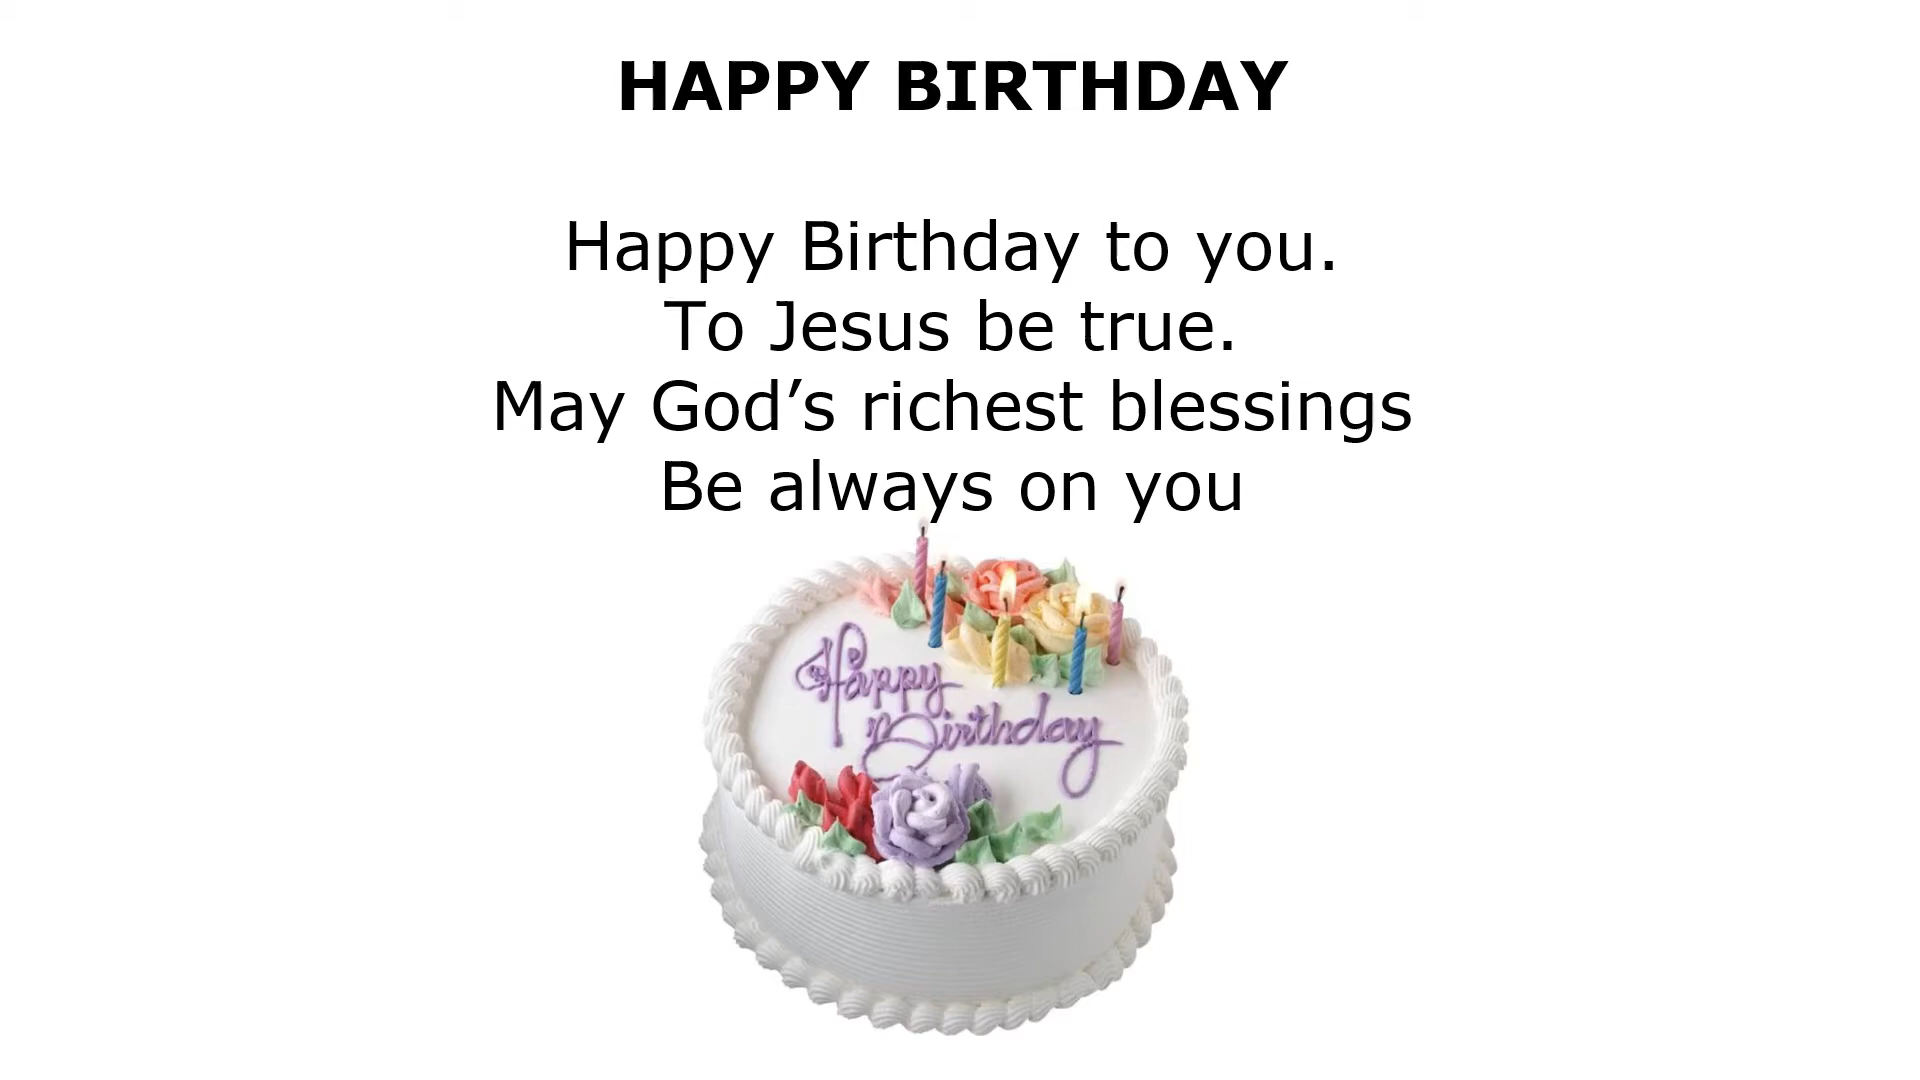 HAPPY BIRTHDAY
Happy Birthday to you.
To Jesus be true.
May God’s richest blessings
Be always on you
Happy
Birthday